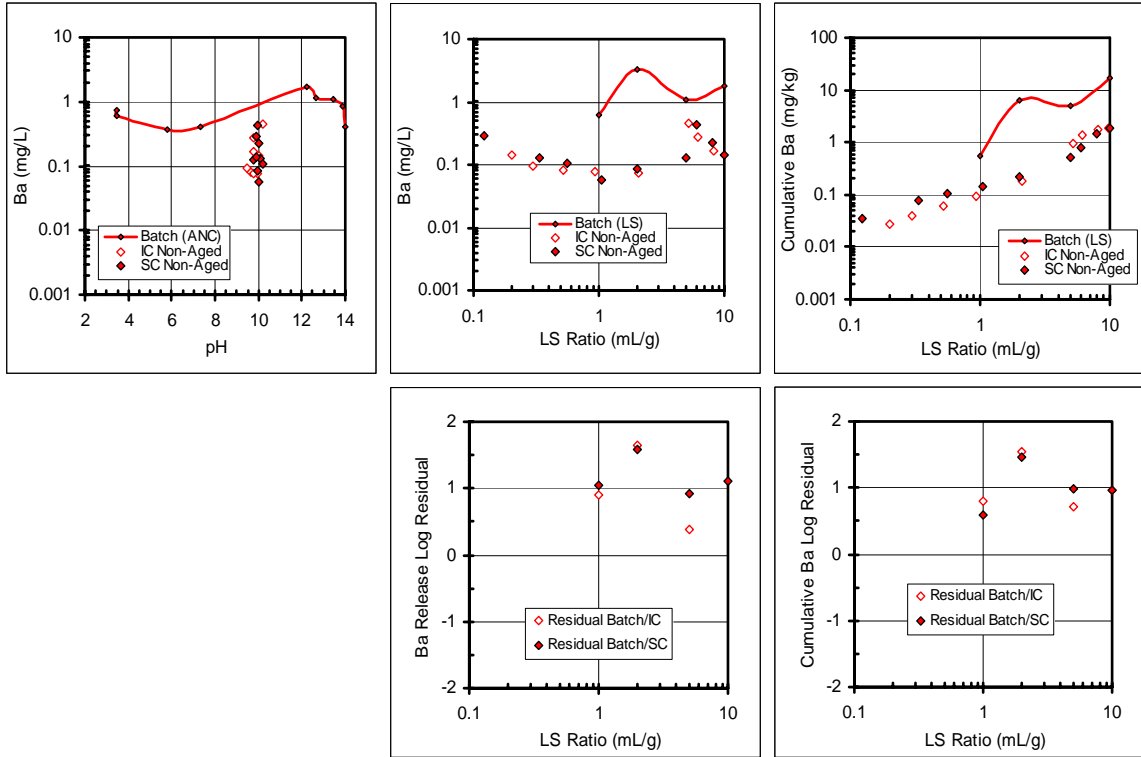 10
1
0.1
0.01
0.001
Ba (mg/L)
Batch (ANC)
IC Non-Aged
SC Non-Aged
2 4 6 8 10 12 14
pH
10
1
0.1
0.01
0.001
Ba (mg/L)
Batch (LS)
IC Non-Aged
SC Non-Aged
0.1 1 10
LS Ratio (mL/g)
100
10
1
0.1
0.01
0.001
Cumulative Ba (mg/kg)
Batch (LS)
IC Non-Aged
SC Non-Aged
0.1 1 10
LS Ratio (mL/g)
2
1
0
-1
-2
Ba Release Log Residual
Residual Batch/IC
Residual Batch/SC
0.1 1 10
LS Ratio (mL/g)
2
1
0
-1
-2
Cumulative Ba Log Residual
Residual Batch/IC
Residual Batch/SC
0.1 1 10
LS Ratio (mL/g)